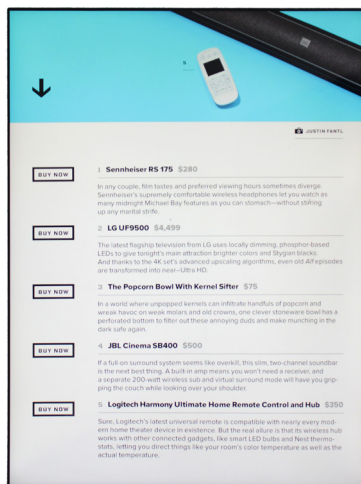 JUSTIN FANTL
BUY NOW
1 Sennheiser RS 175 $280
In any couple, film tastes and preferred viewing hours sometimes diverge.
Sennheiser's supremely comfortable wireless headphones let you watch as
many midnight Michael Bay features as you can stomach—without stifling
up any marital strife.
BUY NOW
2 LG UF9500 $4,499
The latest flagship television from LG uses locally dimming, phosphor-based
LEDs to give tonight's main attraction brighter colors and Stygian blacks.
And thanks to the 4K set's advanced upscaling algorithms, even old Alf episodes
are transformed into near–Ultra HD.
BUY NOW
3 The Popcorn Bowl With Kernel Sifter $75
In a world where unpopped kernels can infiltrate handfuls of popcorn and
wreak havoc on weak molars and old crowns, one clever stoneware bowl has a
perforated bottom to filter out those annoying duds and make munching in the
dark safe again.
BUY NOW
4 JBL Cinema SB400 $500
If a full-on surround system seems like overkill, this slim, two-channel soundbar
is the next best thing. A built-in amp means you won't need a receiver, and
a separate 200-watt wireless sub and virtual surround mode will have you grip-
ping the couch while looking over your shoulder.
BUY NOW
5 Logitech Harmony Ultimate Home Remote Control and Hub $350
Sure, Logitech's latest universal remote is compatible with nearly every mod-
ern home theater device in existence. But the real allure is that its wireless hub
works with other connected gadgets, like smart LED bulbs and Nest thermo-
stats, letting you direct things like your room's color temperature as well as the
actual temperature.